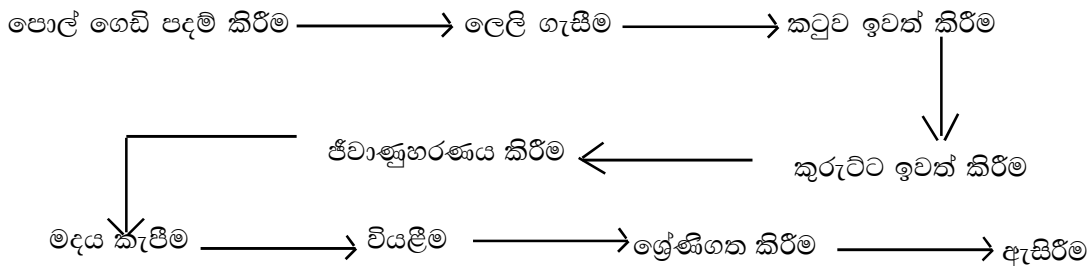 පොල් ගෙඩි පදම් කිරීම ලෙලි ගැසීම කටුව ඉවත් කිරීම
කුරුට්ට ඉවත් කිරීම
ජීවාණුහරණය කිරීම
මදය කැපීම වියළීම ශ්‍රේණිගත කිරීම ඇසිරීම